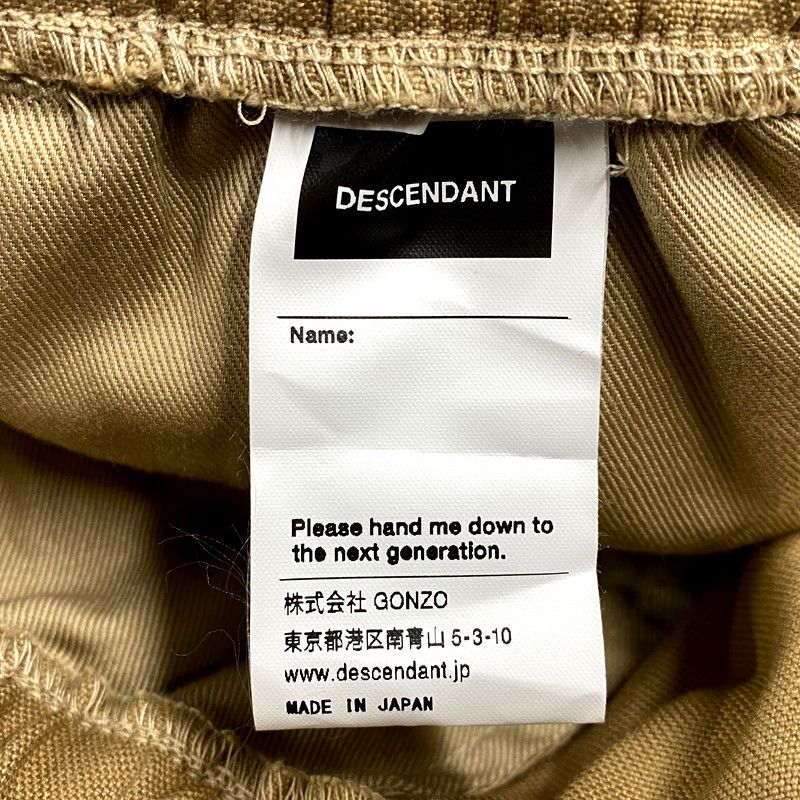 DESCENDANT
Name:
Please hand me down to
the next generation.
株式会社 GONZO
東京都港区南青山 5-3-10
www.descendant.jp
MADE IN JAPAN